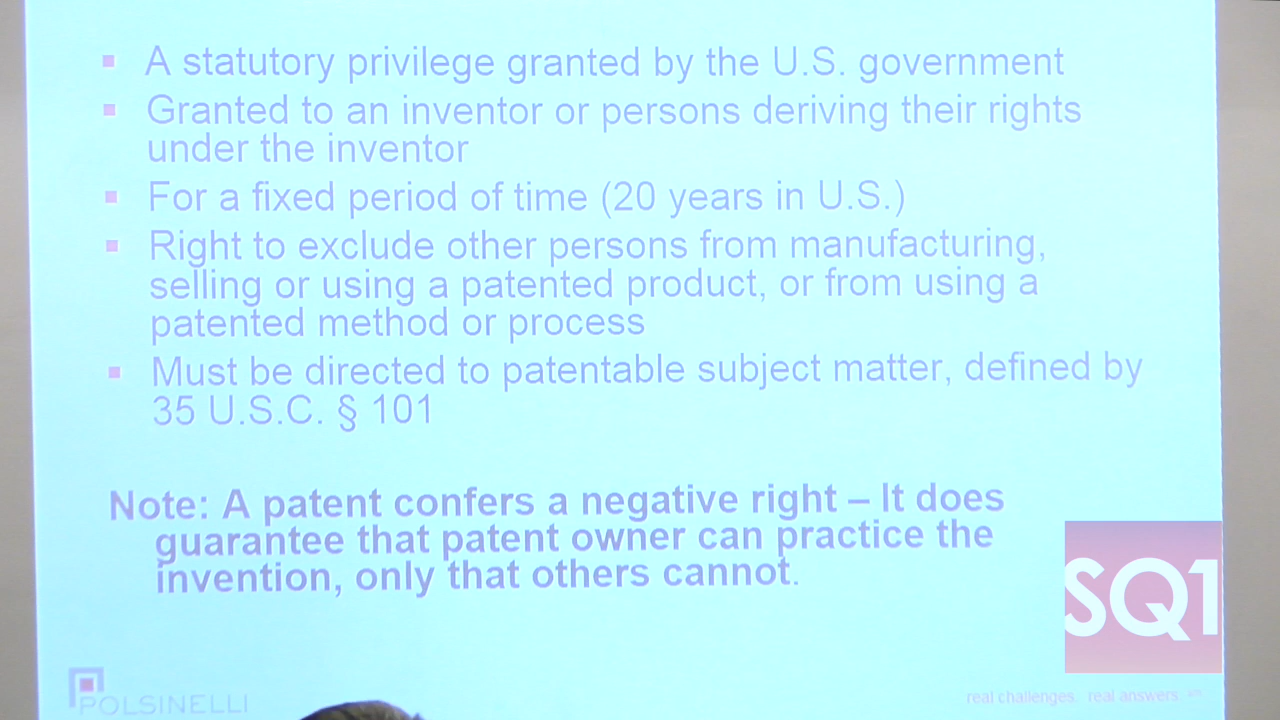 A statutory privilege granted by the U.S. government
Granted to an inventor or persons deriving their rights
under the inventor
For a fixed period of time (20 years in U.S.)
Right to exclude other persons from manufacturing,
selling or using a patented product, or from using a
patented method or process
Must be directed to patentable subject matter, defined by
35 U.S.C. § 101
Note: A patent confers a negative right – It does
guarantee that patent owner can practice the
invention, only that others cannot.
SQ1
POLSINELLI
real challenges. real answers.